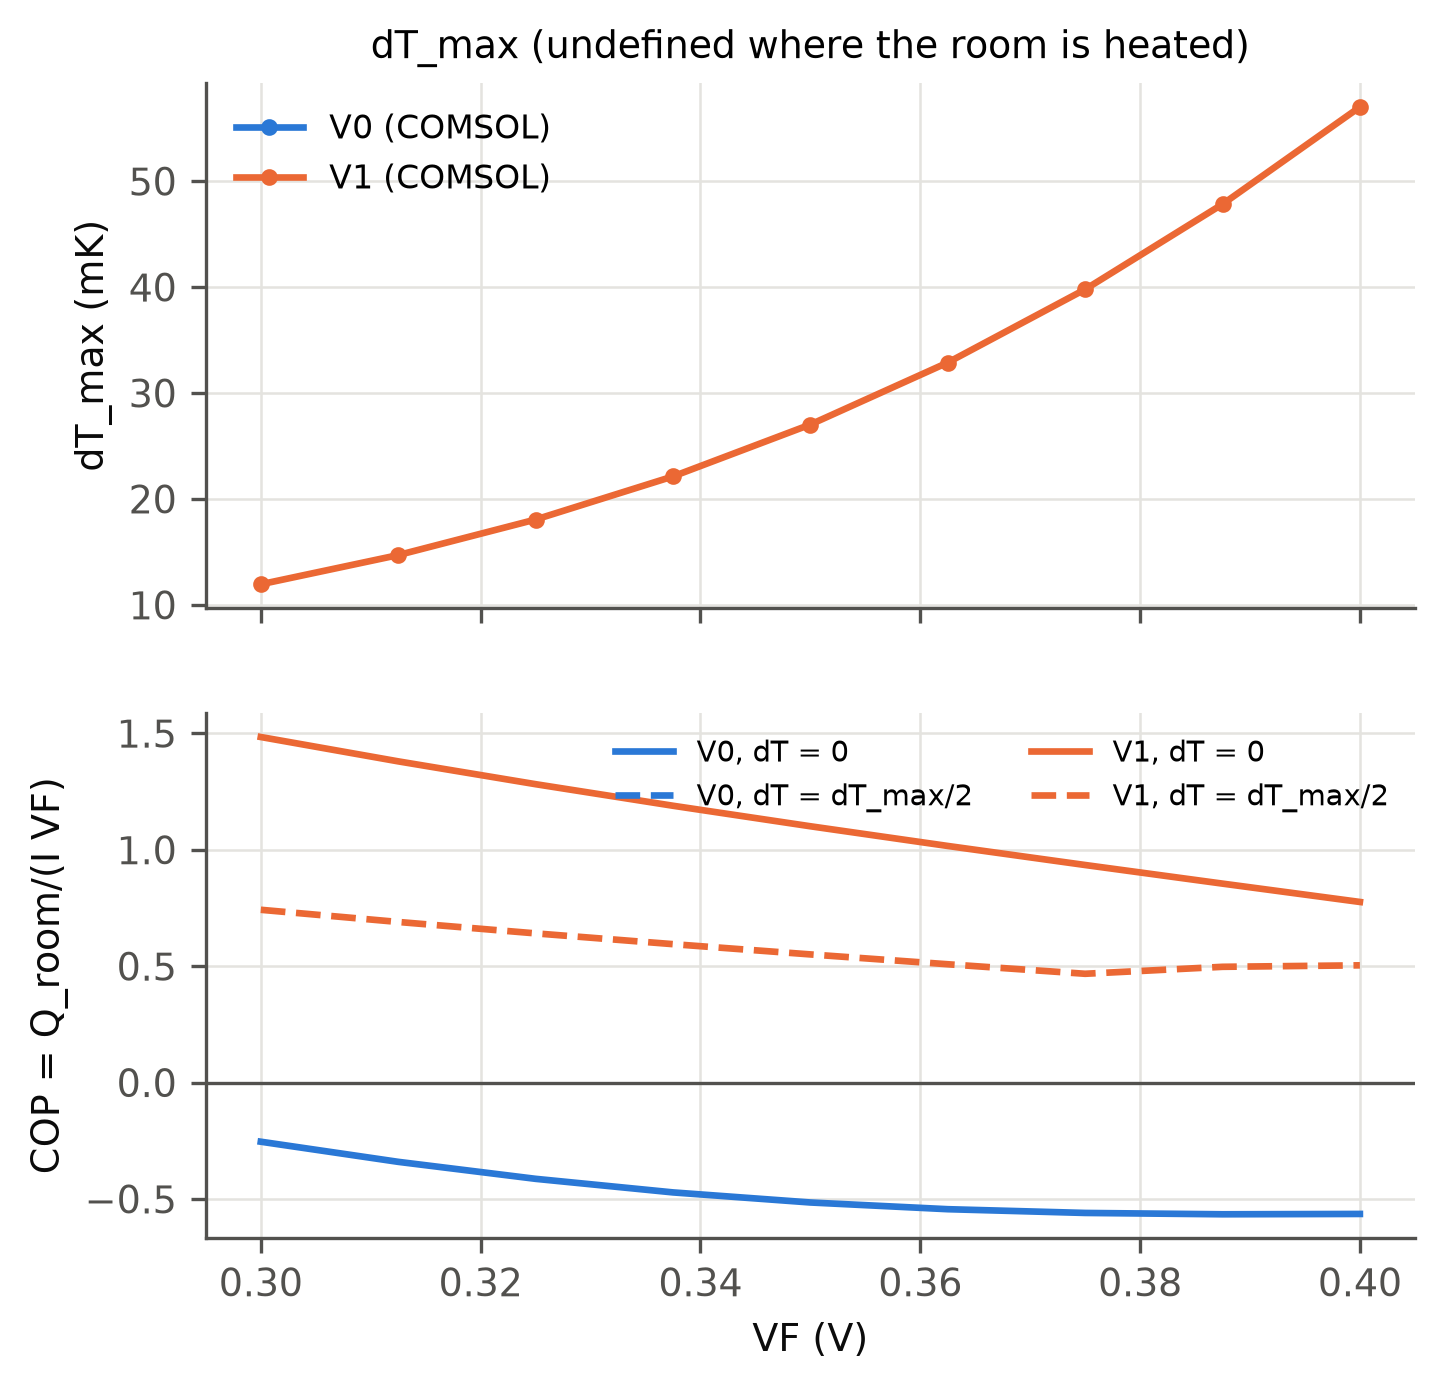 dT_max (undefined where the room is heated)
V0 (COMSOL)
V1 (COMSOL)
dT_max (mK)
50
40
30
20
10
V0, dT = 0
V1, dT = 0
V0, dT = dT_max/2
V1, dT = dT_max/2
COP = Q_room/(I VF)
1.5
1.0
0.5
0.0
−0.5
0.30 0.32 0.34 0.36 0.38 0.40
VF (V)